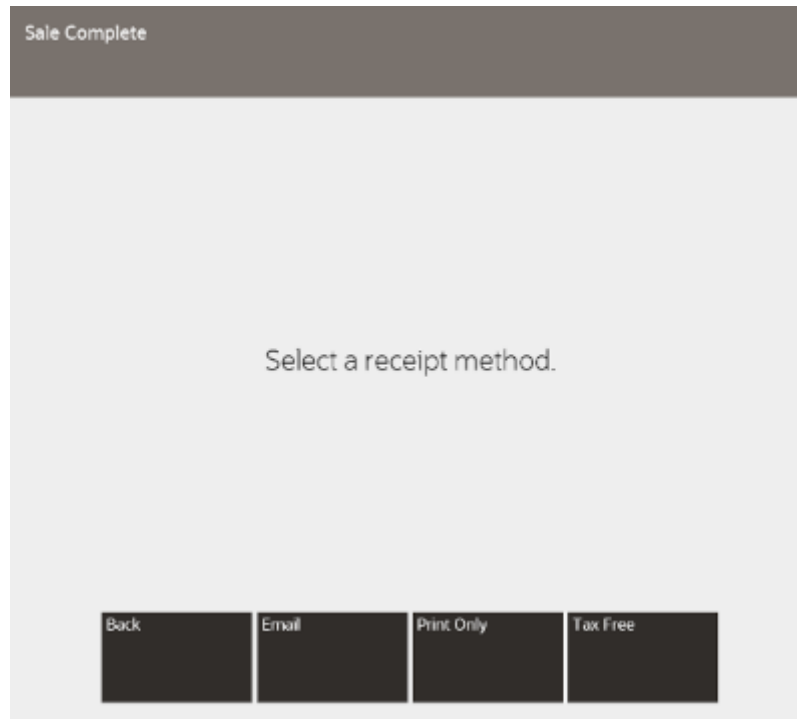 Sale Complete
Select a receipt method.
Back
Email
Print Only
Tax Free